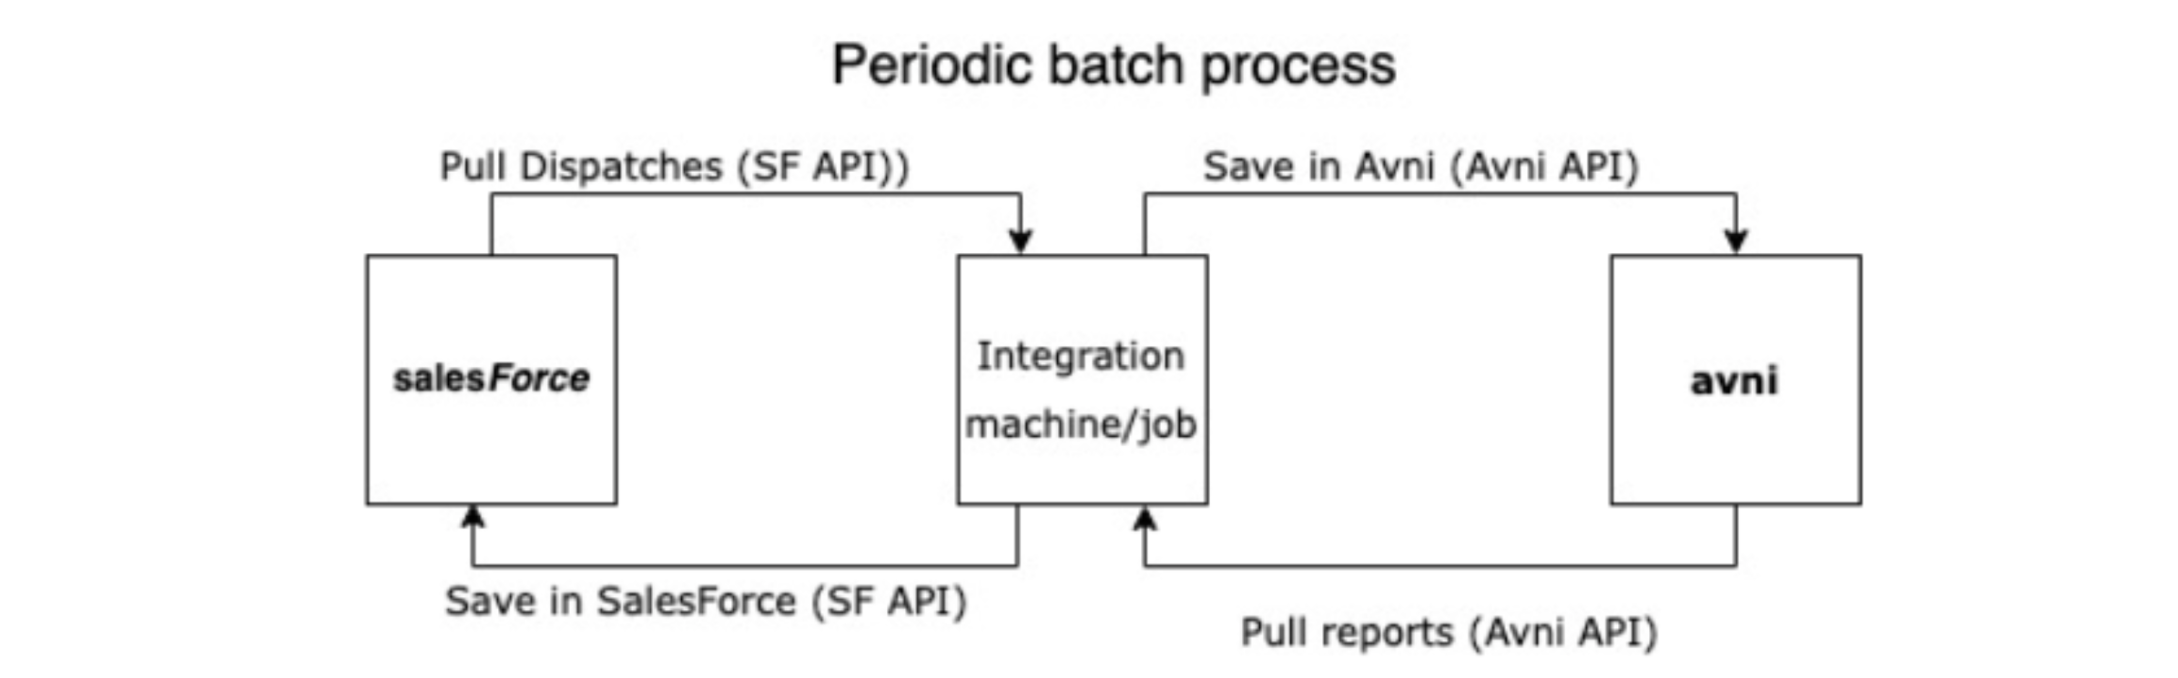 Periodic batch process
Pull Dispatches (SF API))
Save in Avni (Avni API)
salesForce
Integration
machine/job
avni
Save in SalesForce (SF API)
Pull reports (Avni API)